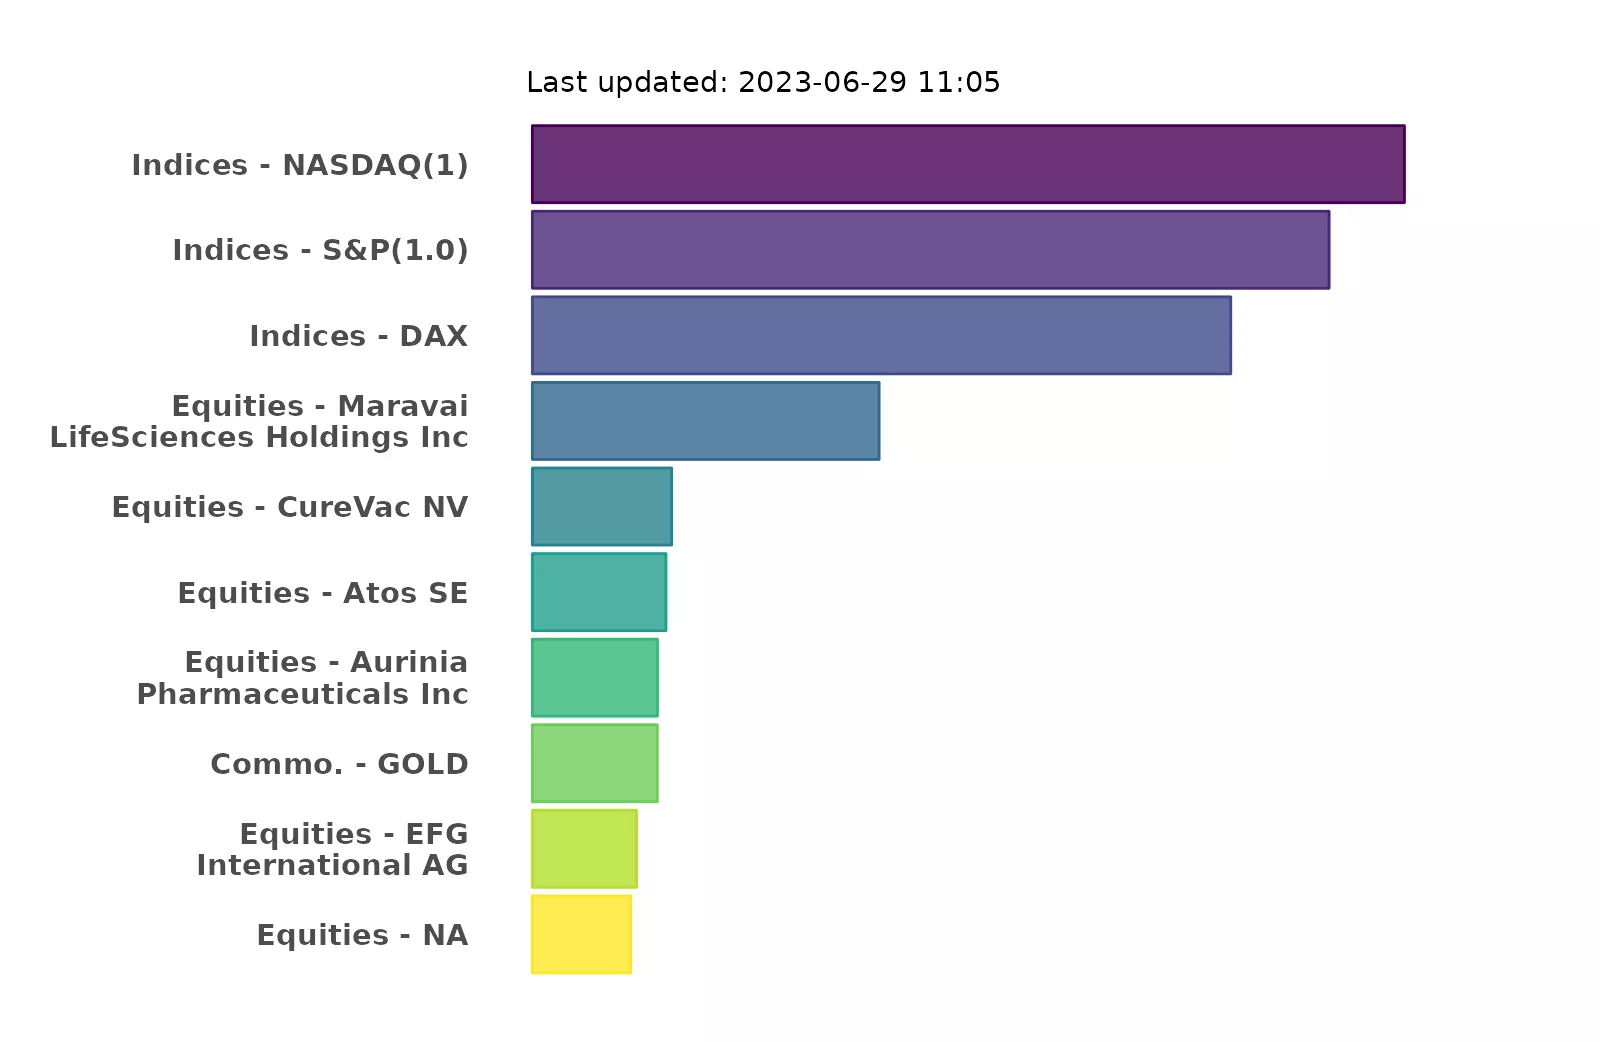 Last updated: 2023-06-29 11:05
Indices - NASDAQ(1)
Indices - S&P(1.0)
Indices - DAX
Equities - Maravai
LifeSciences Holdings Inc
Equities - CureVac NV
Equities - Atos SE
Equities - Aurinia
Pharmaceuticals Inc
Commo. - GOLD
Equities - EFG
International AG
Equities - NA